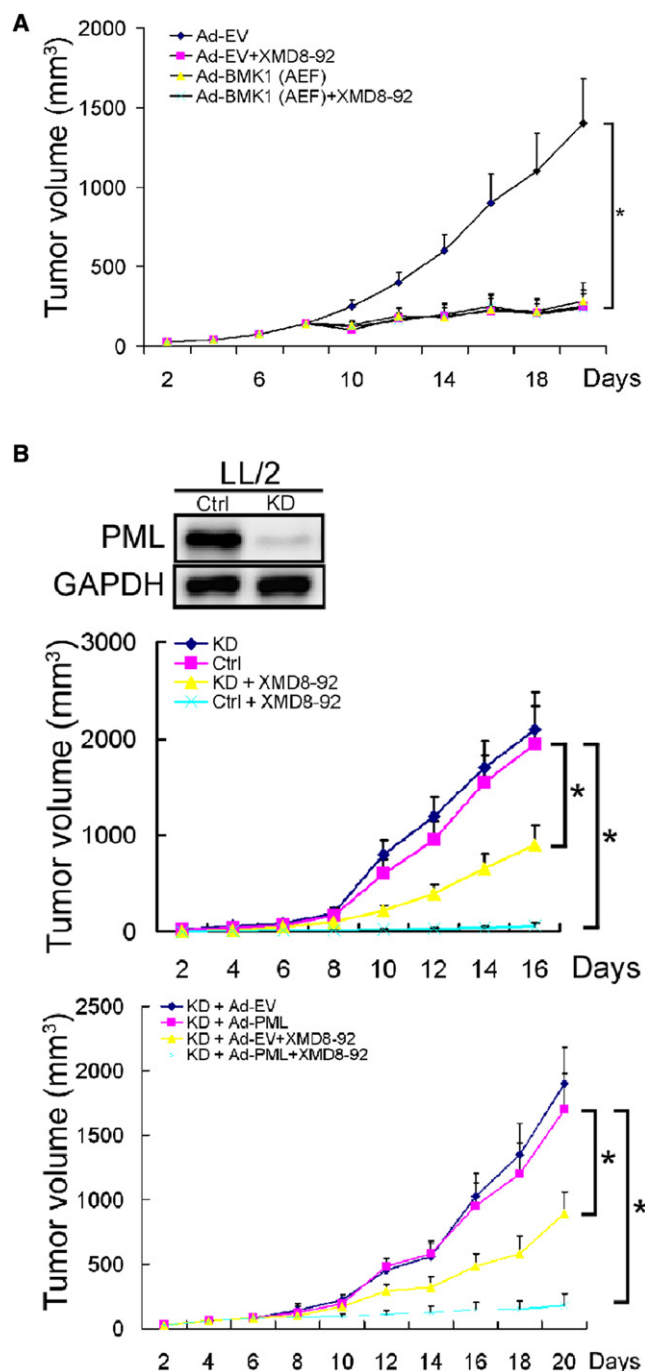 A
Tumor volume (mm³)
2000
1500
1000
500
0
Ad-EV
Ad-EV+XMD8-92
Ad-BMK1 (AEF)
Ad-BMK1 (AEF)+XMD8-92
*
2 6 10 14 18 Days
B
LL/2
Ctrl KD
PML
GAPDH
Tumor volume (mm³)
3000
2000
1000
0
KD
Ctrl
KD + XMD8-92
Ctrl + XMD8-92
*
*
2 4 6 8 10 12 14 16 Days
Tumor volume (mm³)
2500
2000
1500
1000
500
0
KD + Ad-EV
KD + Ad-PML
KD + Ad-EV+XMD8-92
KD + Ad-PML+XMD8-92
*
*
2 4 6 8 10 12 14 16 18 20 Days